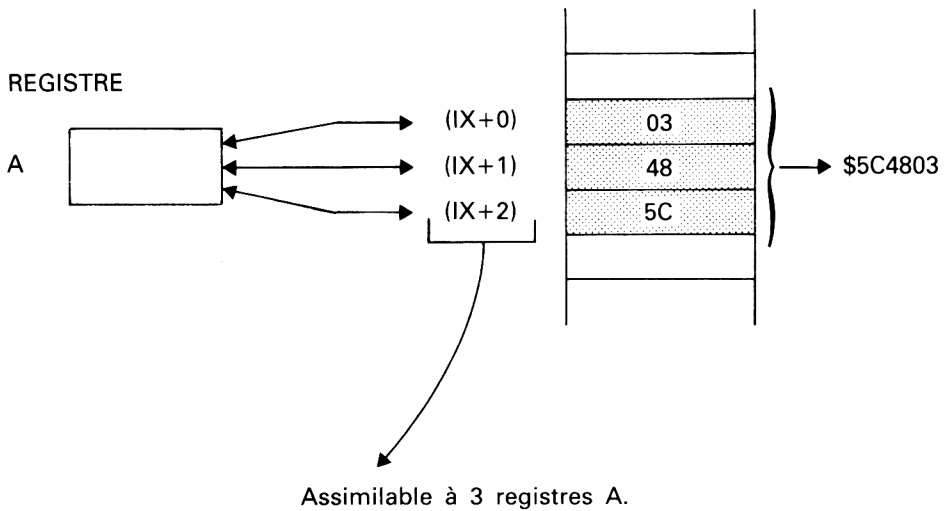 REGISTRE
A
(IX+0)
03
(IX+1)
48
$5C4803
(IX+2)
5C
Assimilable à 3 registres A.